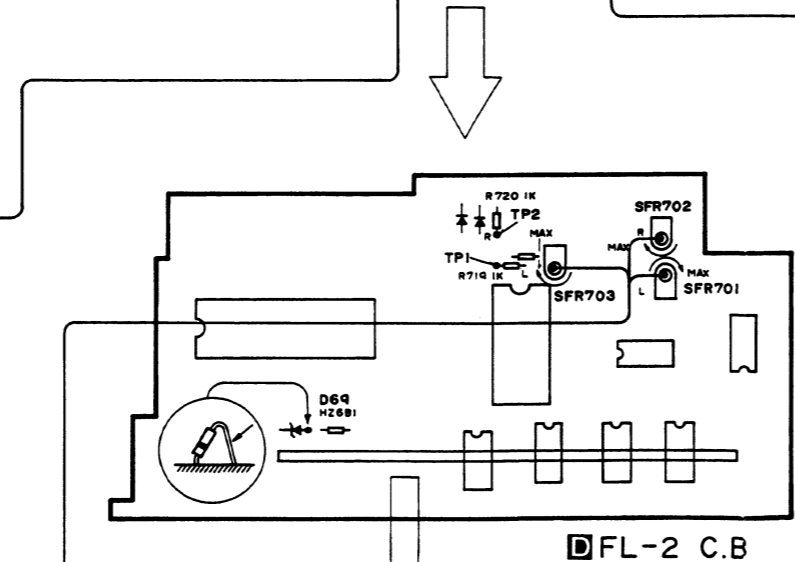 R720 1K
SFR702
TP2
R
MAX
R
MAX
TP1
R719 1K
L
MAX
SFR701
SFR703
L
D69
HZ6B1
D FL-2 C.B